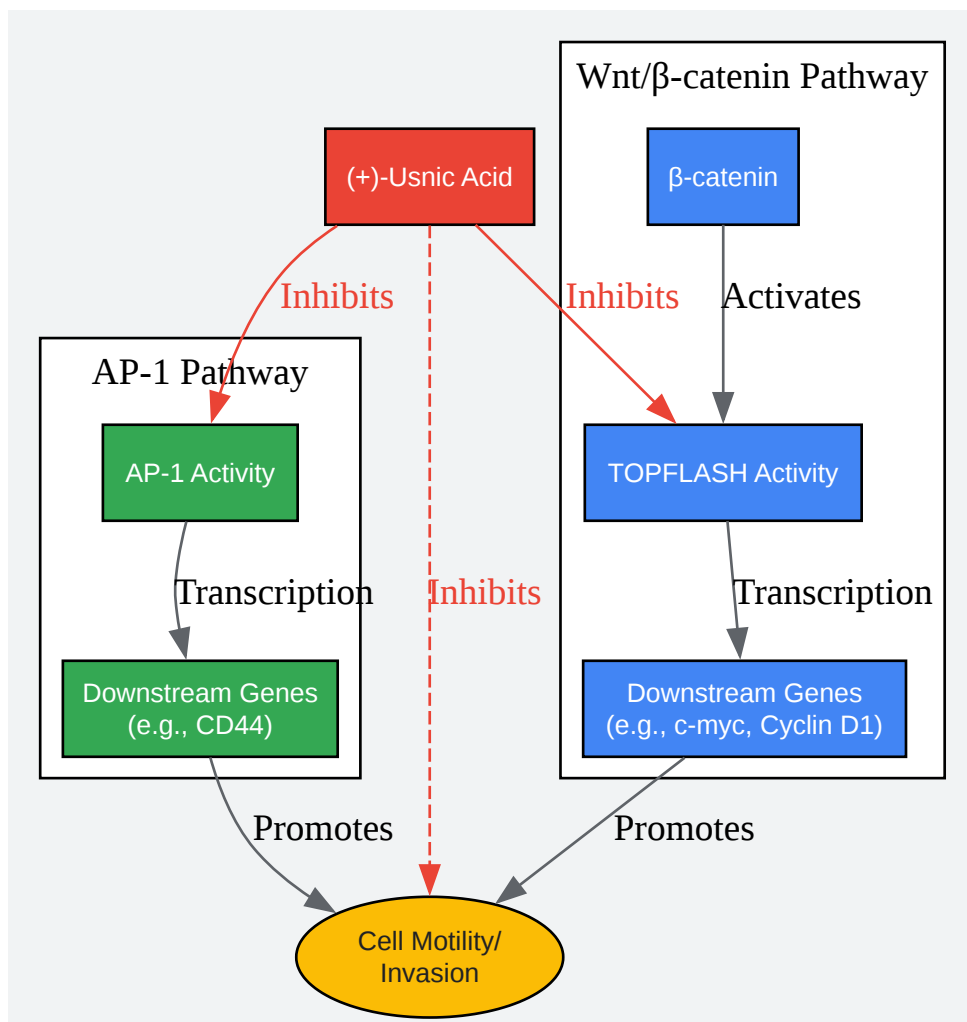 Wnt/β-catenin Pathway
(+)-Usnic Acid
β-catenin
Inhibits
Inhibits
Activates
AP-1 Pathway
AP-1 Activity
TOPFLASH Activity
Transcription
Inhibits
Transcription
Downstream Genes
(e.g., CD44)
Downstream Genes
(e.g., c-myc, Cyclin D1)
Promotes
Promotes
Cell Motility/
Invasion